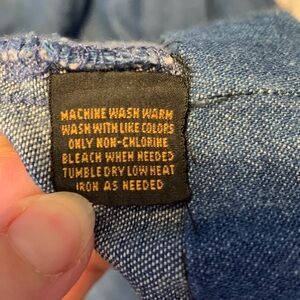 MACHINE WASH WARM
WASH WITH LIKE COLORS
ONLY NON-CHLORINE
BLEACH WHEN NEEDED
TUMBLE DRY LOW HEAT
IRON AS NEEDED